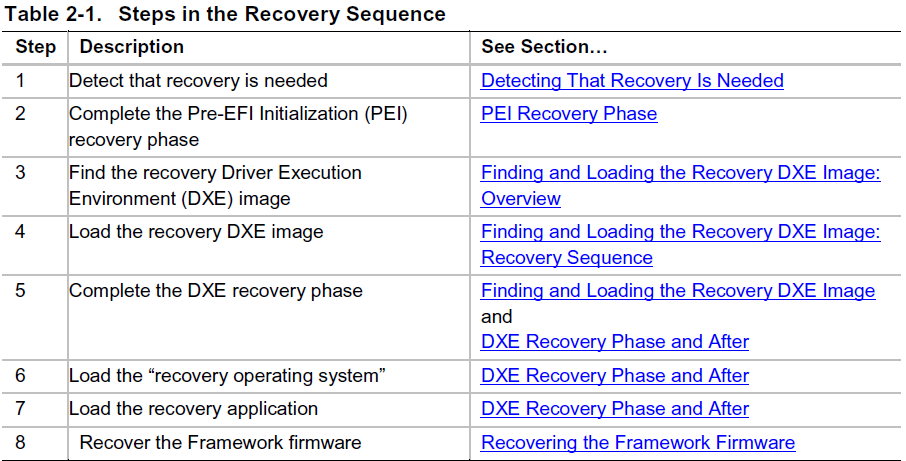 Table 2-1. Steps in the Recovery Sequence
Step Description See Section…
1 Detect that recovery is needed Detecting That Recovery Is Needed
2 Complete the Pre-EFI Initialization (PEI) PEI Recovery Phase
recovery phase
3 Find the recovery Driver Execution Finding and Loading the Recovery DXE Image:
Environment (DXE) image Overview
4 Load the recovery DXE image Finding and Loading the Recovery DXE Image:
Recovery Sequence
5 Complete the DXE recovery phase Finding and Loading the Recovery DXE Image
and
DXE Recovery Phase and After
6 Load the “recovery operating system” DXE Recovery Phase and After
7 Load the recovery application DXE Recovery Phase and After
8 Recover the Framework firmware Recovering the Framework Firmware